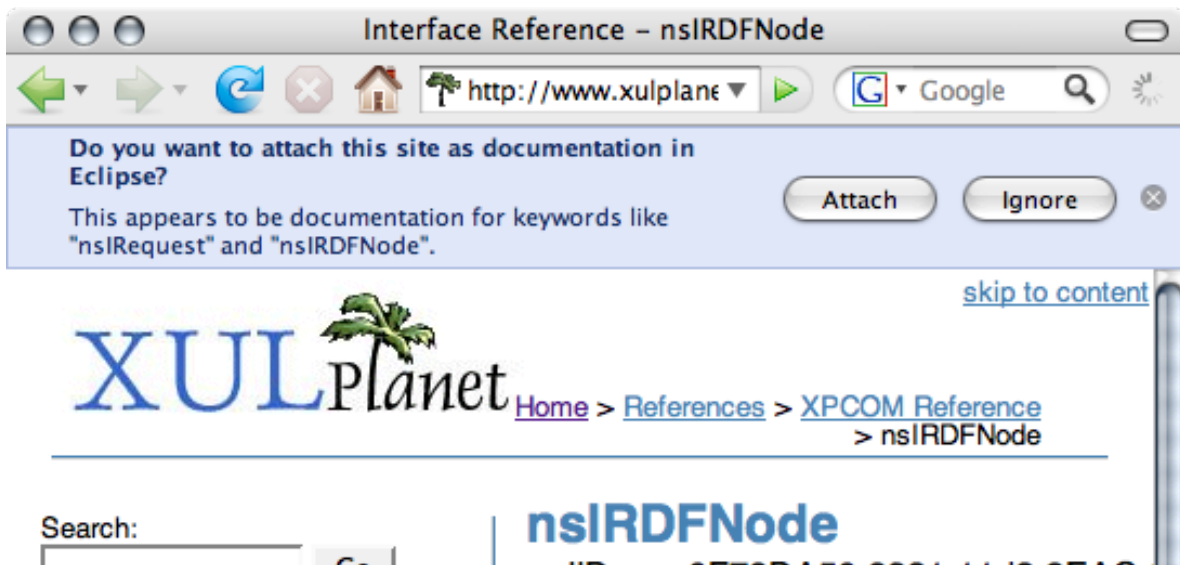 Interface Reference – nsIRDFNode
http://www.xulplane
G Google
Do you want to attach this site as documentation in
Eclipse?
This appears to be documentation for keywords like
"nsIRequest" and "nsIRDFNode".
Attach
Ignore
skip to content
XULPlanet
Home > References > XPCOM Reference
> nsIRDFNode
Search:
nsIRDFNode